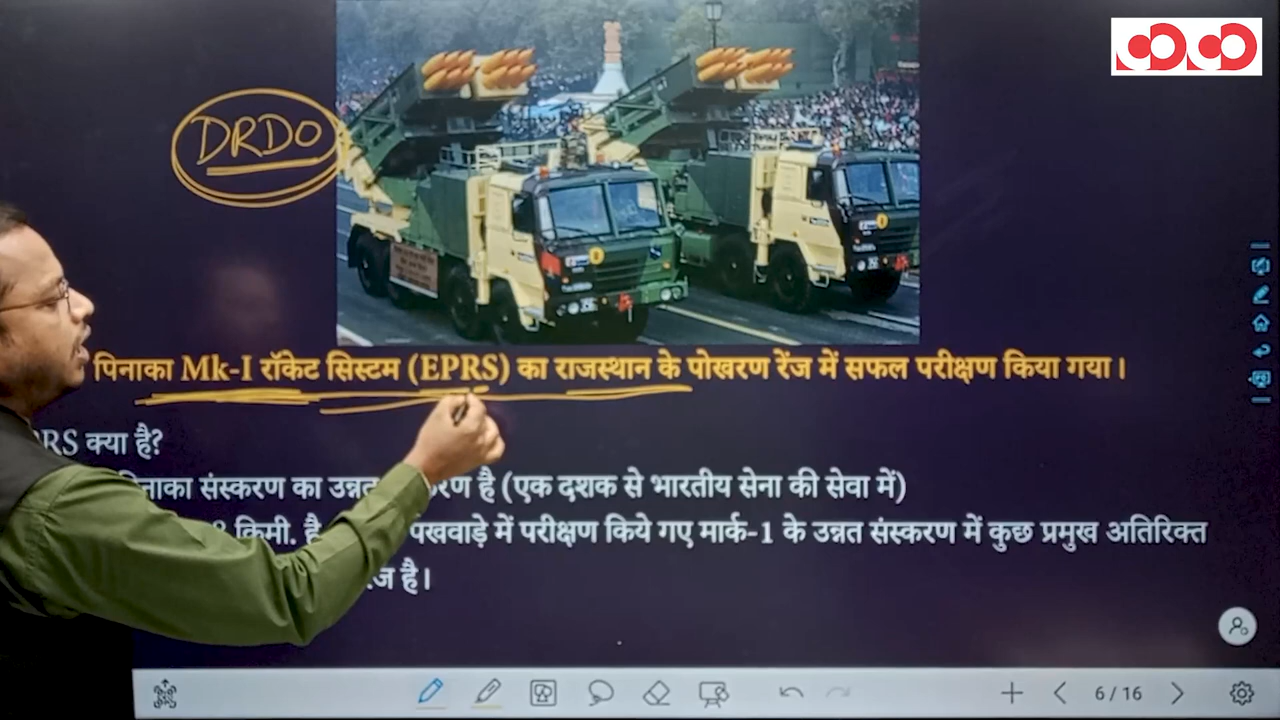 DRDO
पिनाका Mk-I रॉकेट सिस्टम (EPRS) का राजस्थान के पोखरण रेंज में सफल परीक्षण किया गया।
RS क्या है?
संस्करण का उन्नत है (एक दशक से भारतीय सेना की सेवा में)
किमी. है पखवाड़े में परीक्षण किये गए मार्क-1 के उन्नत संस्करण में कुछ प्रमुख अतिरिक्त
है।
6 / 16